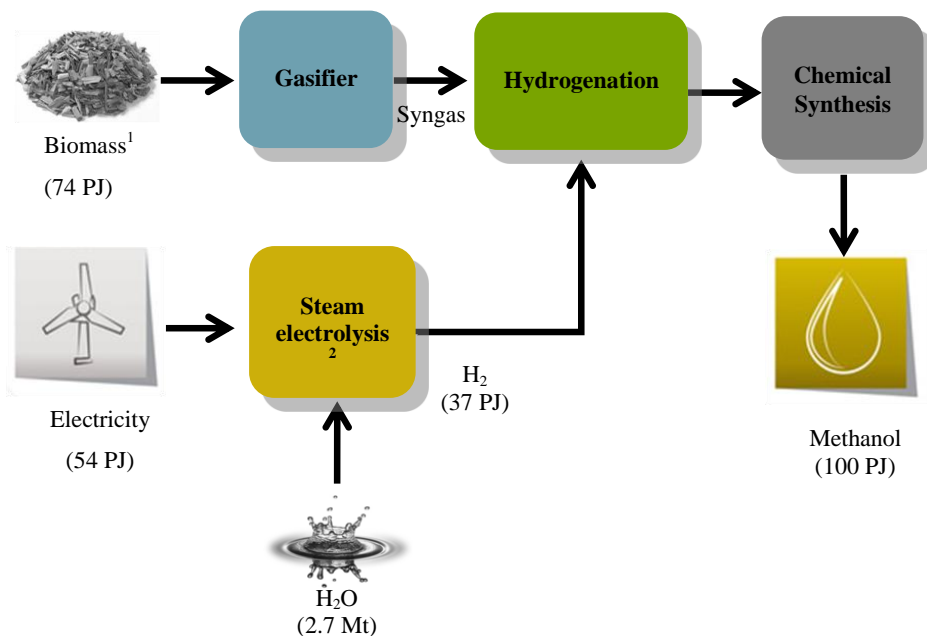 Gasifier
Hydrogenation
Chemical
Synthesis
Syngas
Biomass¹
(74 PJ)
Steam
electrolysis
2
H₂
(37 PJ)
Electricity
(54 PJ)
Methanol
(100 PJ)
H₂O
(2.7 Mt)